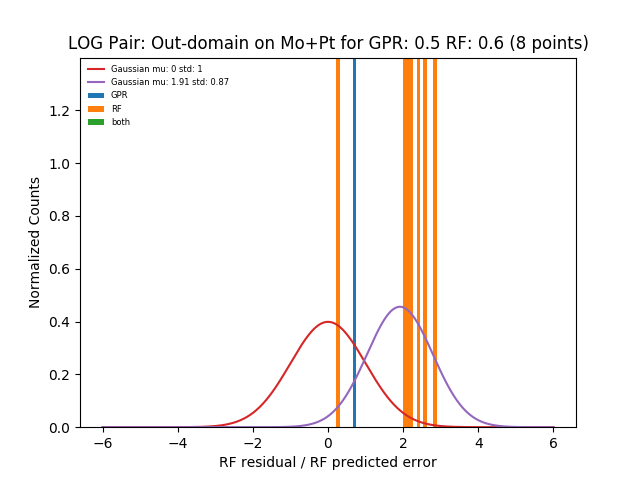 LOG Pair: Out-domain on Mo+Pt for GPR: 0.5 RF: 0.6 (8 points)
Gaussian mu: 0 std: 1
Gaussian mu: 1.91 std: 0.87
GPR
RF
both
Normalized Counts
1.2
1.0
0.8
0.6
0.4
0.2
0.0
−6 −4 −2 0 2 4 6
RF residual / RF predicted error